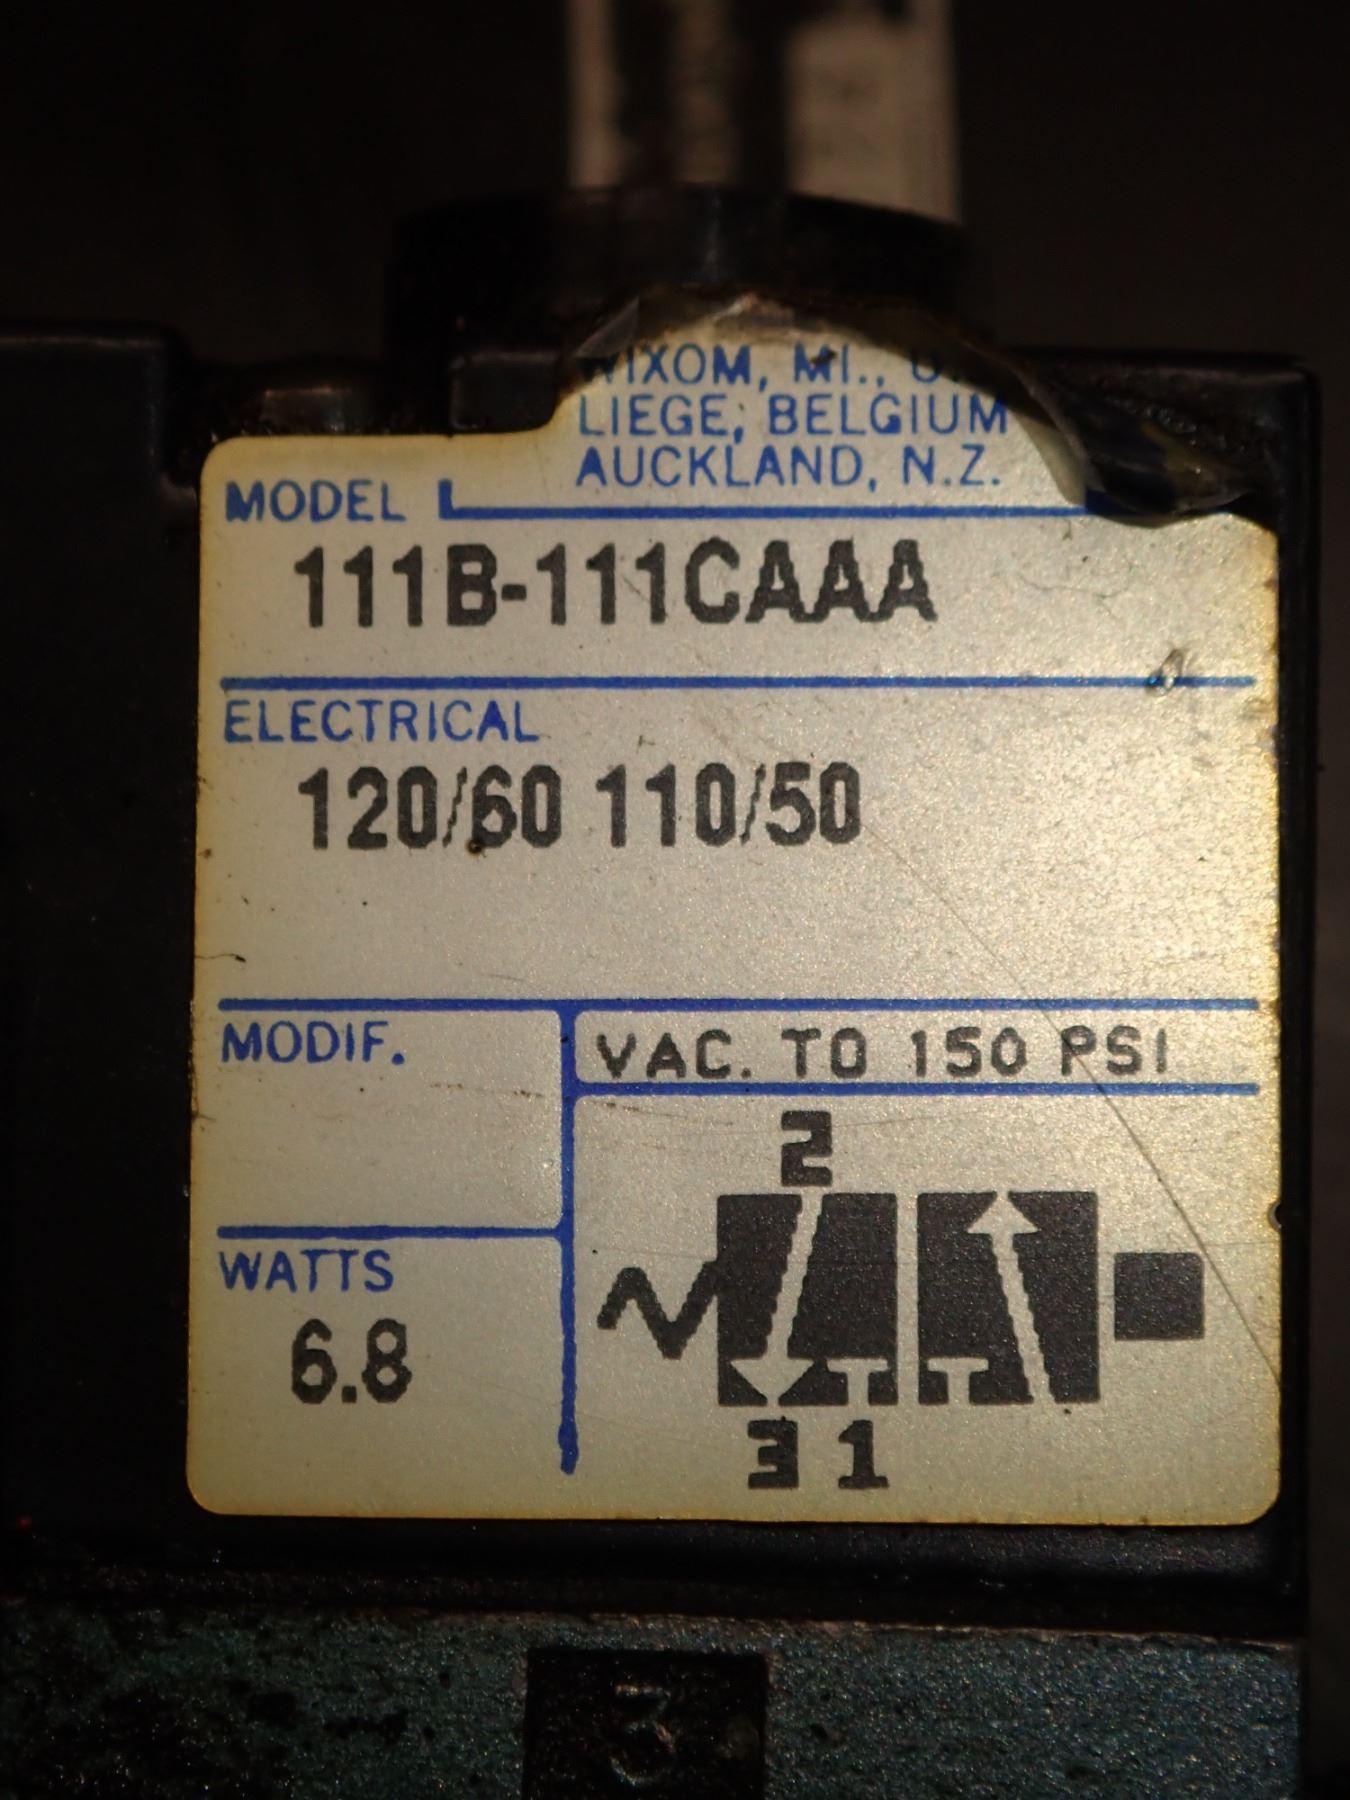 WIXOM, MI.,
LIEGE, BELGIUM
AUCKLAND, N.Z.
MODEL
111B-111CAAA
ELECTRICAL
120/60 110/50
MODIF.
VAC. TO 150 PSI
2
WATTS
6.8
3 1
3